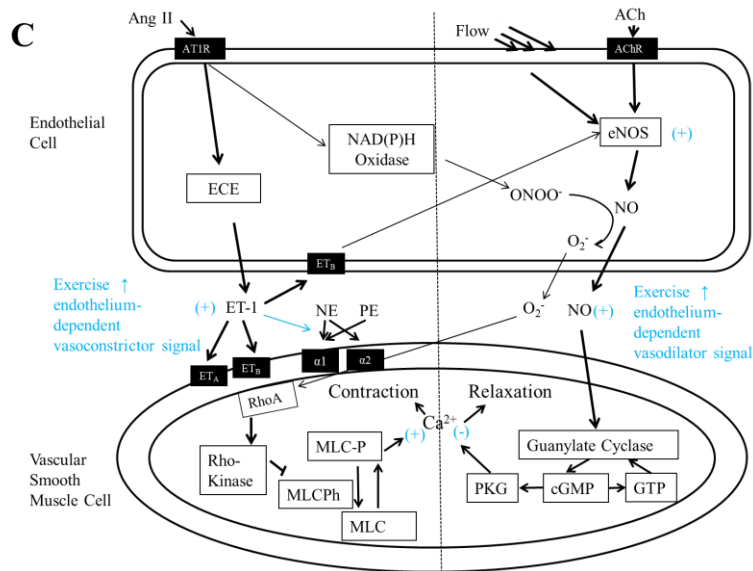 C
Ang II
AT1R
Flow
ACh
AChR
Endothelial
Cell
NAD(P)H
Oxidase
eNOS
(+)
ECE
ONOO-
NO
O2-
ETB
Exercise ↑
endothelium-
dependent
vasoconstrictor signal
(+)
ET-1
NE
PE
O2-
NO
(+)
Exercise ↑
endothelium-
dependent
vasodilator signal
ETA
ETB
α1
α2
RhoA
Contraction
Relaxation
Ca2+
(+)
(-)
Vascular
Smooth
Muscle Cell
Rho-
Kinase
MLC-P
MLCPh
MLC
Guanylate Cyclase
PKG
cGMP
GTP